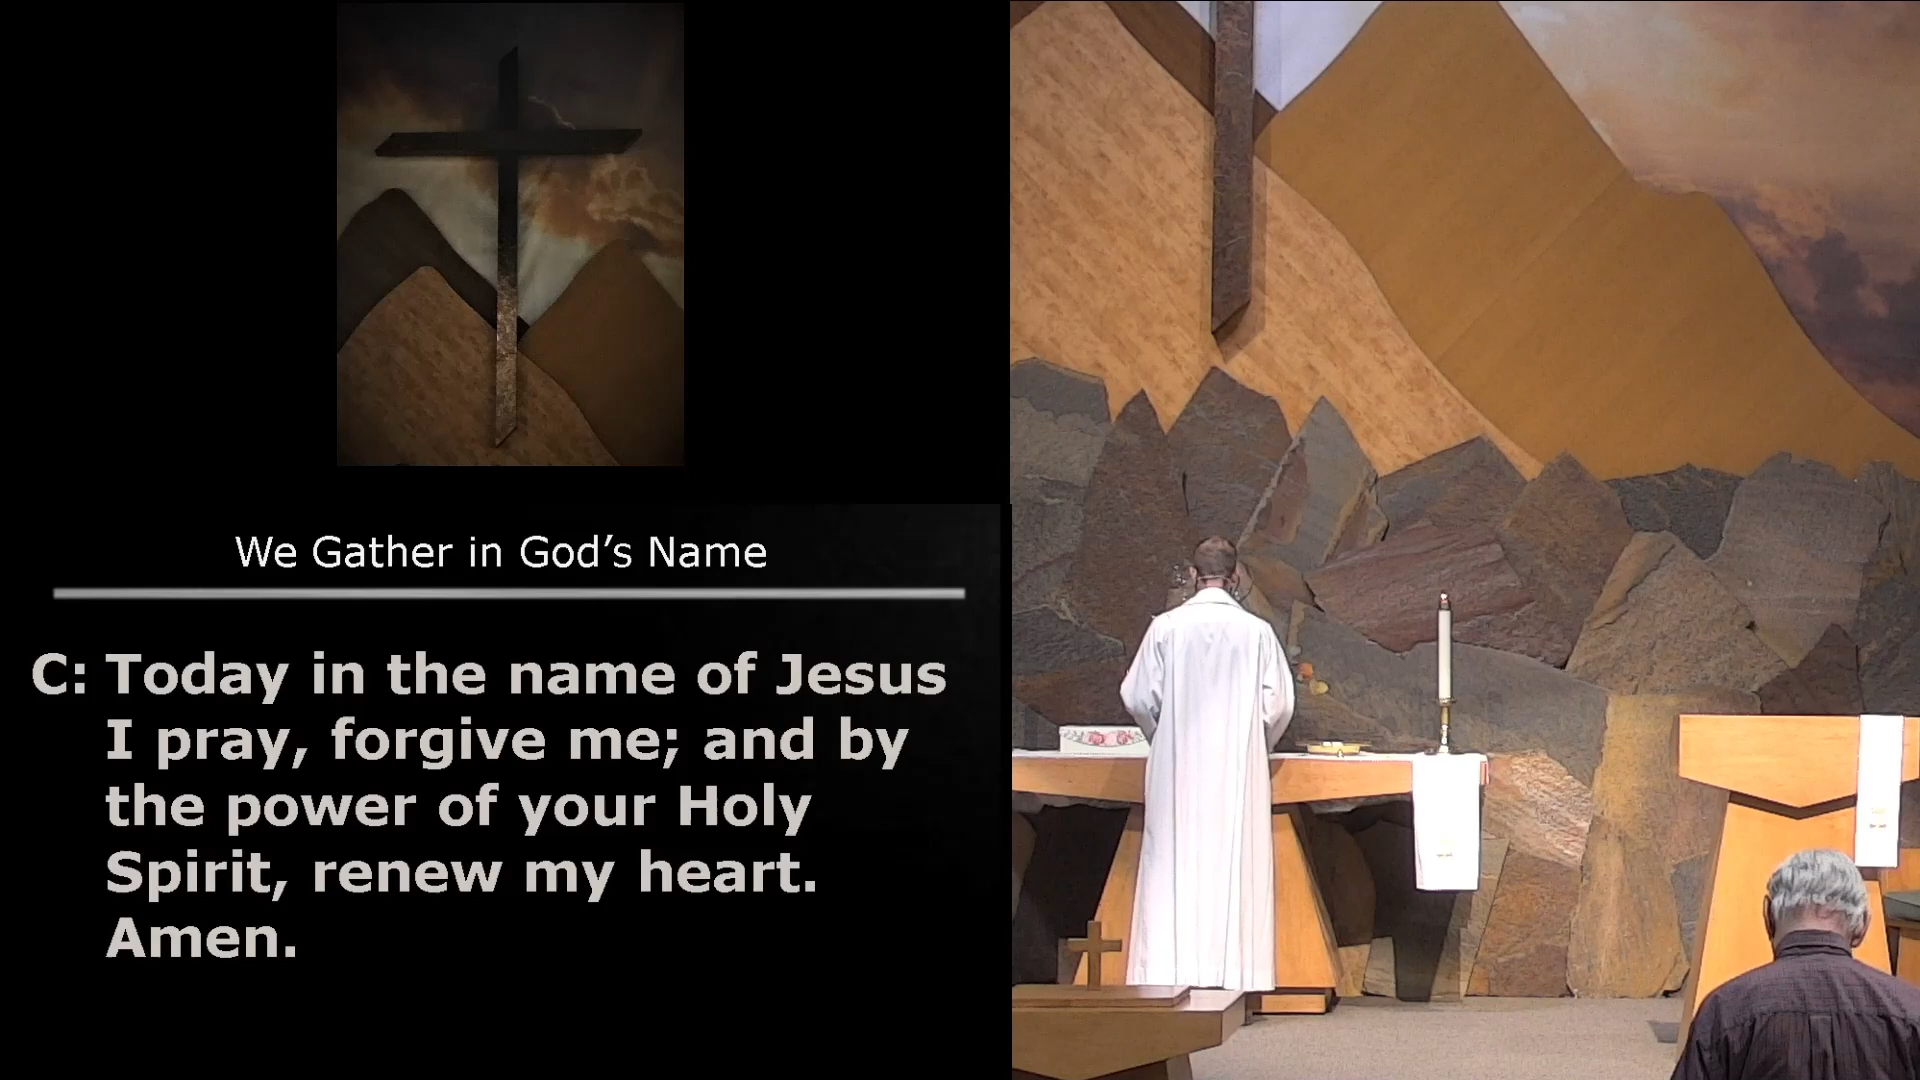 We Gather in God’s Name
C: Today in the name of Jesus
I pray, forgive me; and by
the power of your Holy
Spirit, renew my heart.
Amen.